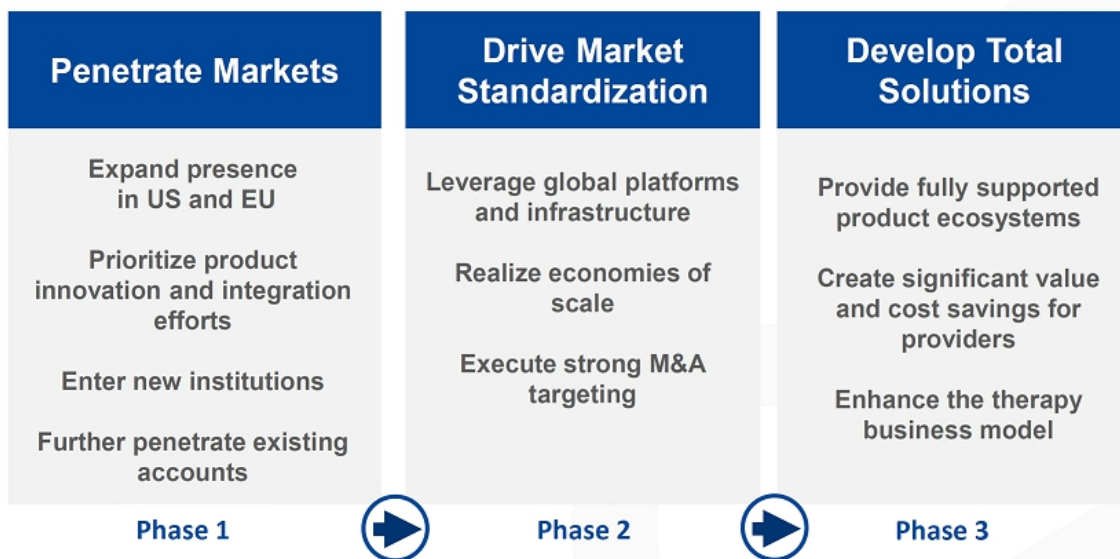 Penetrate Markets
Expand presence
in US and EU
Prioritize product
innovation and integration
efforts
Enter new institutions
Further penetrate existing
accounts
Phase 1
Drive Market
Standardization
Leverage global platforms
and infrastructure
Realize economies of
scale
Execute strong M&A
targeting
Phase 2
Develop Total
Solutions
Provide fully supported
product ecosystems
Create significant value
and cost savings for
providers
Enhance the therapy
business model
Phase 3